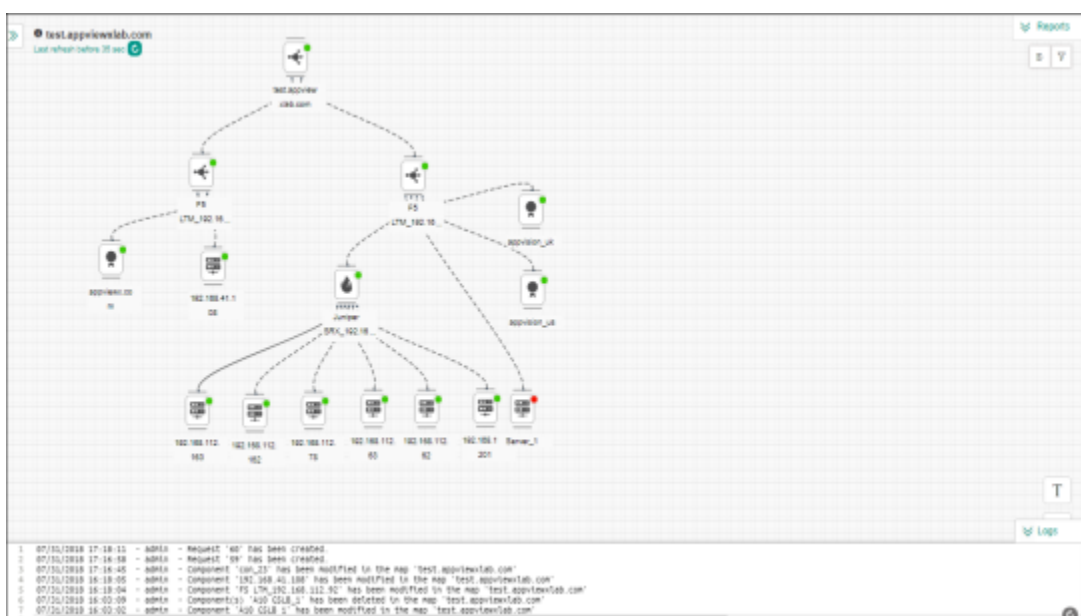 test.appviewxlab.com
Last refresh before 35 sec
Reports
test.appview
xlab.com
F5
LTM_192.16...
F5
LTM_192.16...
appvision_uk
appviewx.co
m
192.168.41.1
appvision_us
Juniper
SRX_192.16...
192.168.112.
192.168.112.
162
192.168.112.
192.168.112.
192.168.112.
192.168.1
201
Server_1
T
Logs
1 07/31/2018 17:18:11 - admin - Request '60' has been created.
2 07/31/2018 17:16:58 - admin - Request '59' has been created.
3 07/31/2018 17:16:45 - admin - Component 'con_23' has been modified in the map 'test.appviewxlab.com'
4 07/31/2018 16:18:05 - admin - Component '192.168.41.108' has been modified in the map 'test.appviewxlab.com'
5 07/31/2018 16:18:04 - admin - Component 'F5 LTM_192.168.112.92' has been modified in the map 'test.appviewxlab.com'
6 07/31/2018 16:03:09 - admin - Component(s) 'A10 GSLB_1' has been deleted in the map 'test.appviewxlab.com'
7 07/31/2018 16:03:02 - admin - Component 'A10 GSLB_1' has been modified in the map 'test.appviewxlab.com'